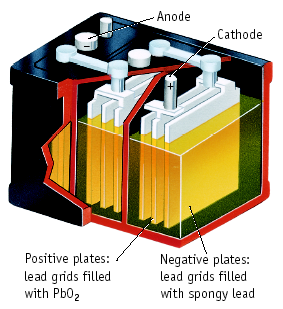 Anode
Cathode
−
+
Positive plates:
lead grids filled
with PbO₂
Negative plates:
lead grids filled
with spongy lead